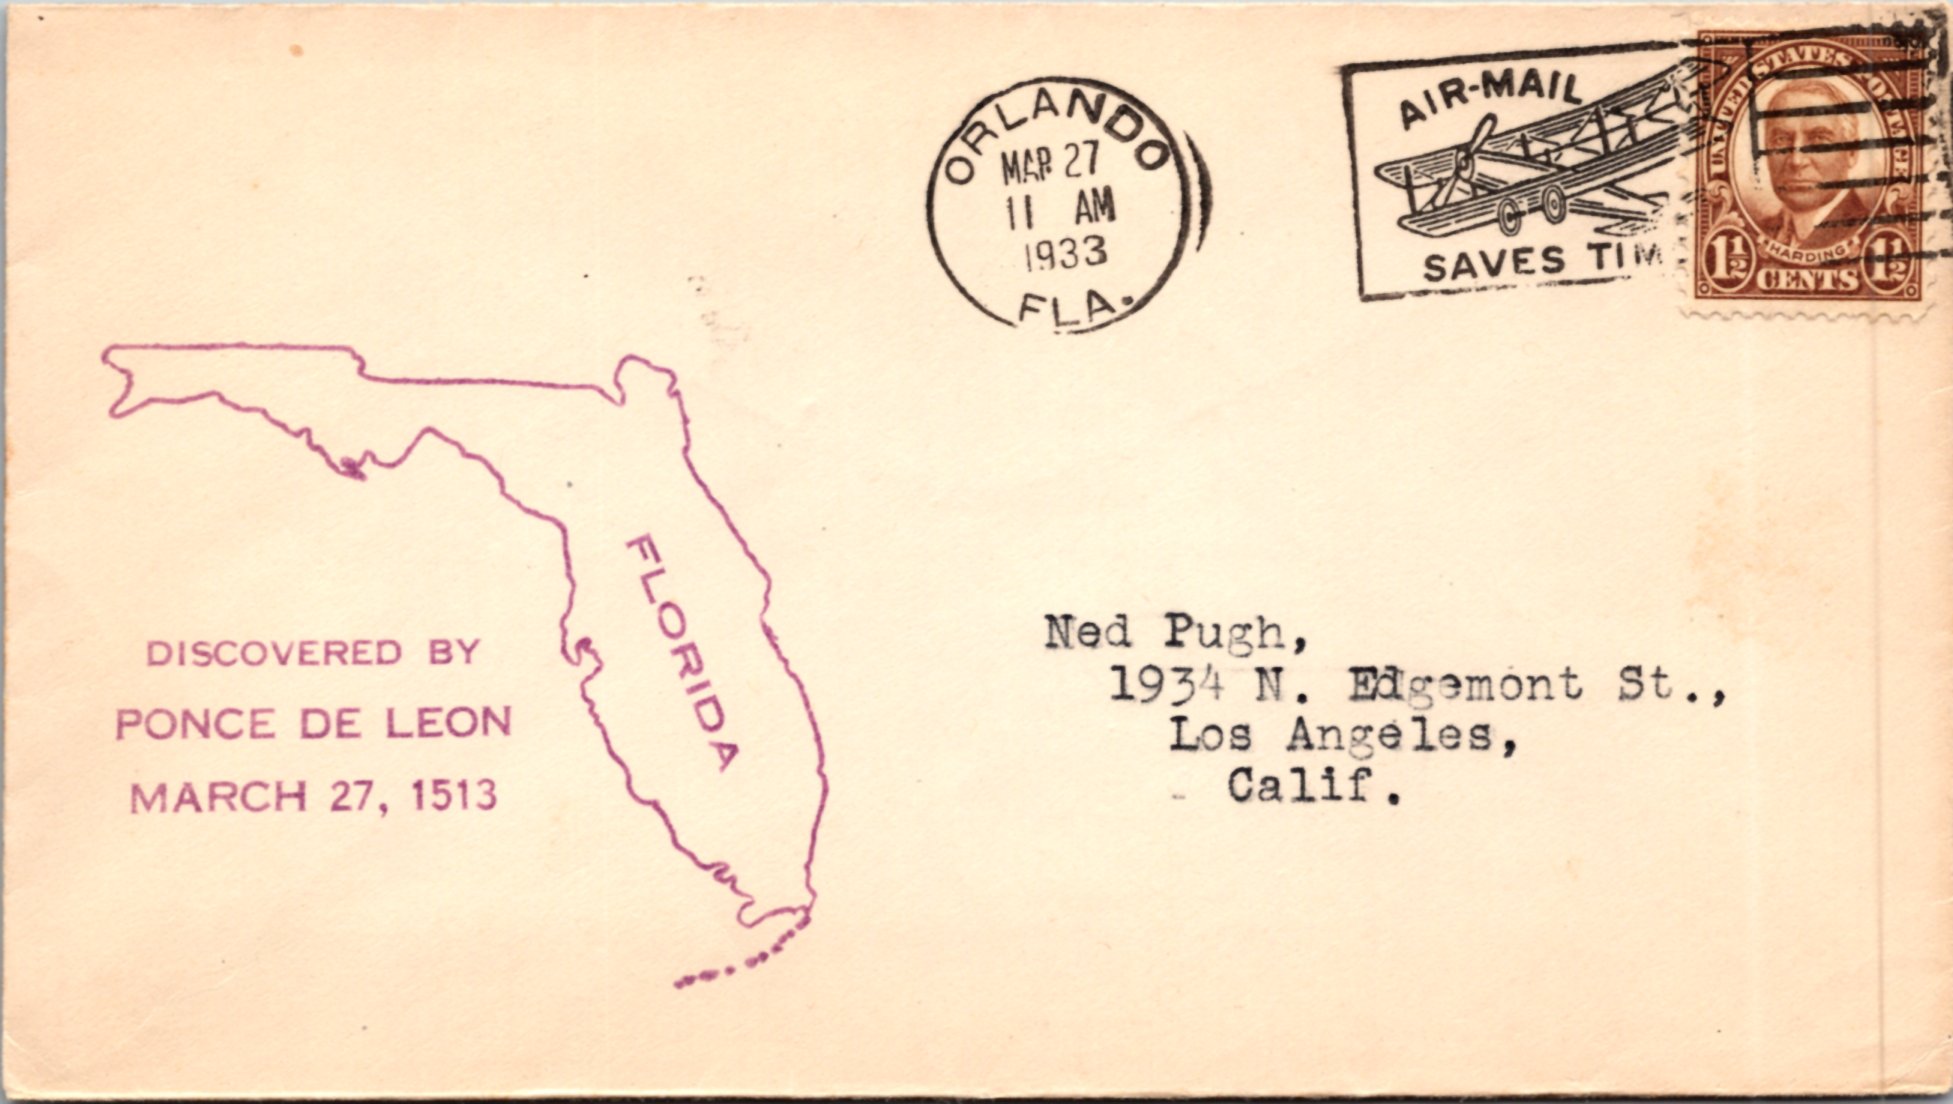 ORLANDO
MAR 27
11 AM
1933
FLA.
AIR-MAIL
SAVES TIM
UNITED STATES POSTAGE
HARDING
1½ CENTS 1½
FLORIDA
DISCOVERED BY
PONCE DE LEON
MARCH 27, 1513
Ned Pugh,
1934 N. Edgemont St.,
Los Angeles,
Calif.